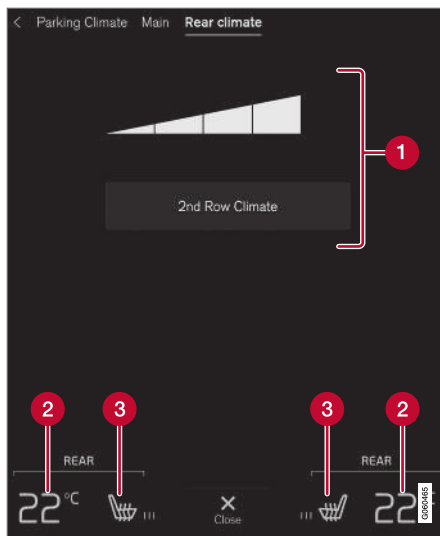 < Parking Climate Main Rear climate
1
2nd Row Climate
2 3 3 2
REAR REAR
22°C 22
Close
G060465